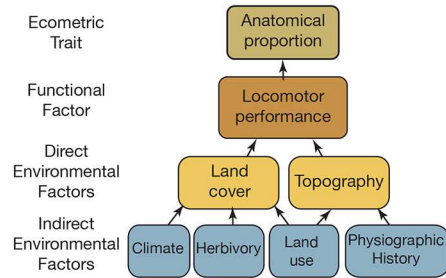 Ecometric
Trait
Anatomical
proportion
Functional
Factor
Locomotor
performance
Direct
Environmental
Factors
Land
cover
Topography
Indirect
Environmental
Factors
Climate
Herbivory
Land
use
Physiographic
History